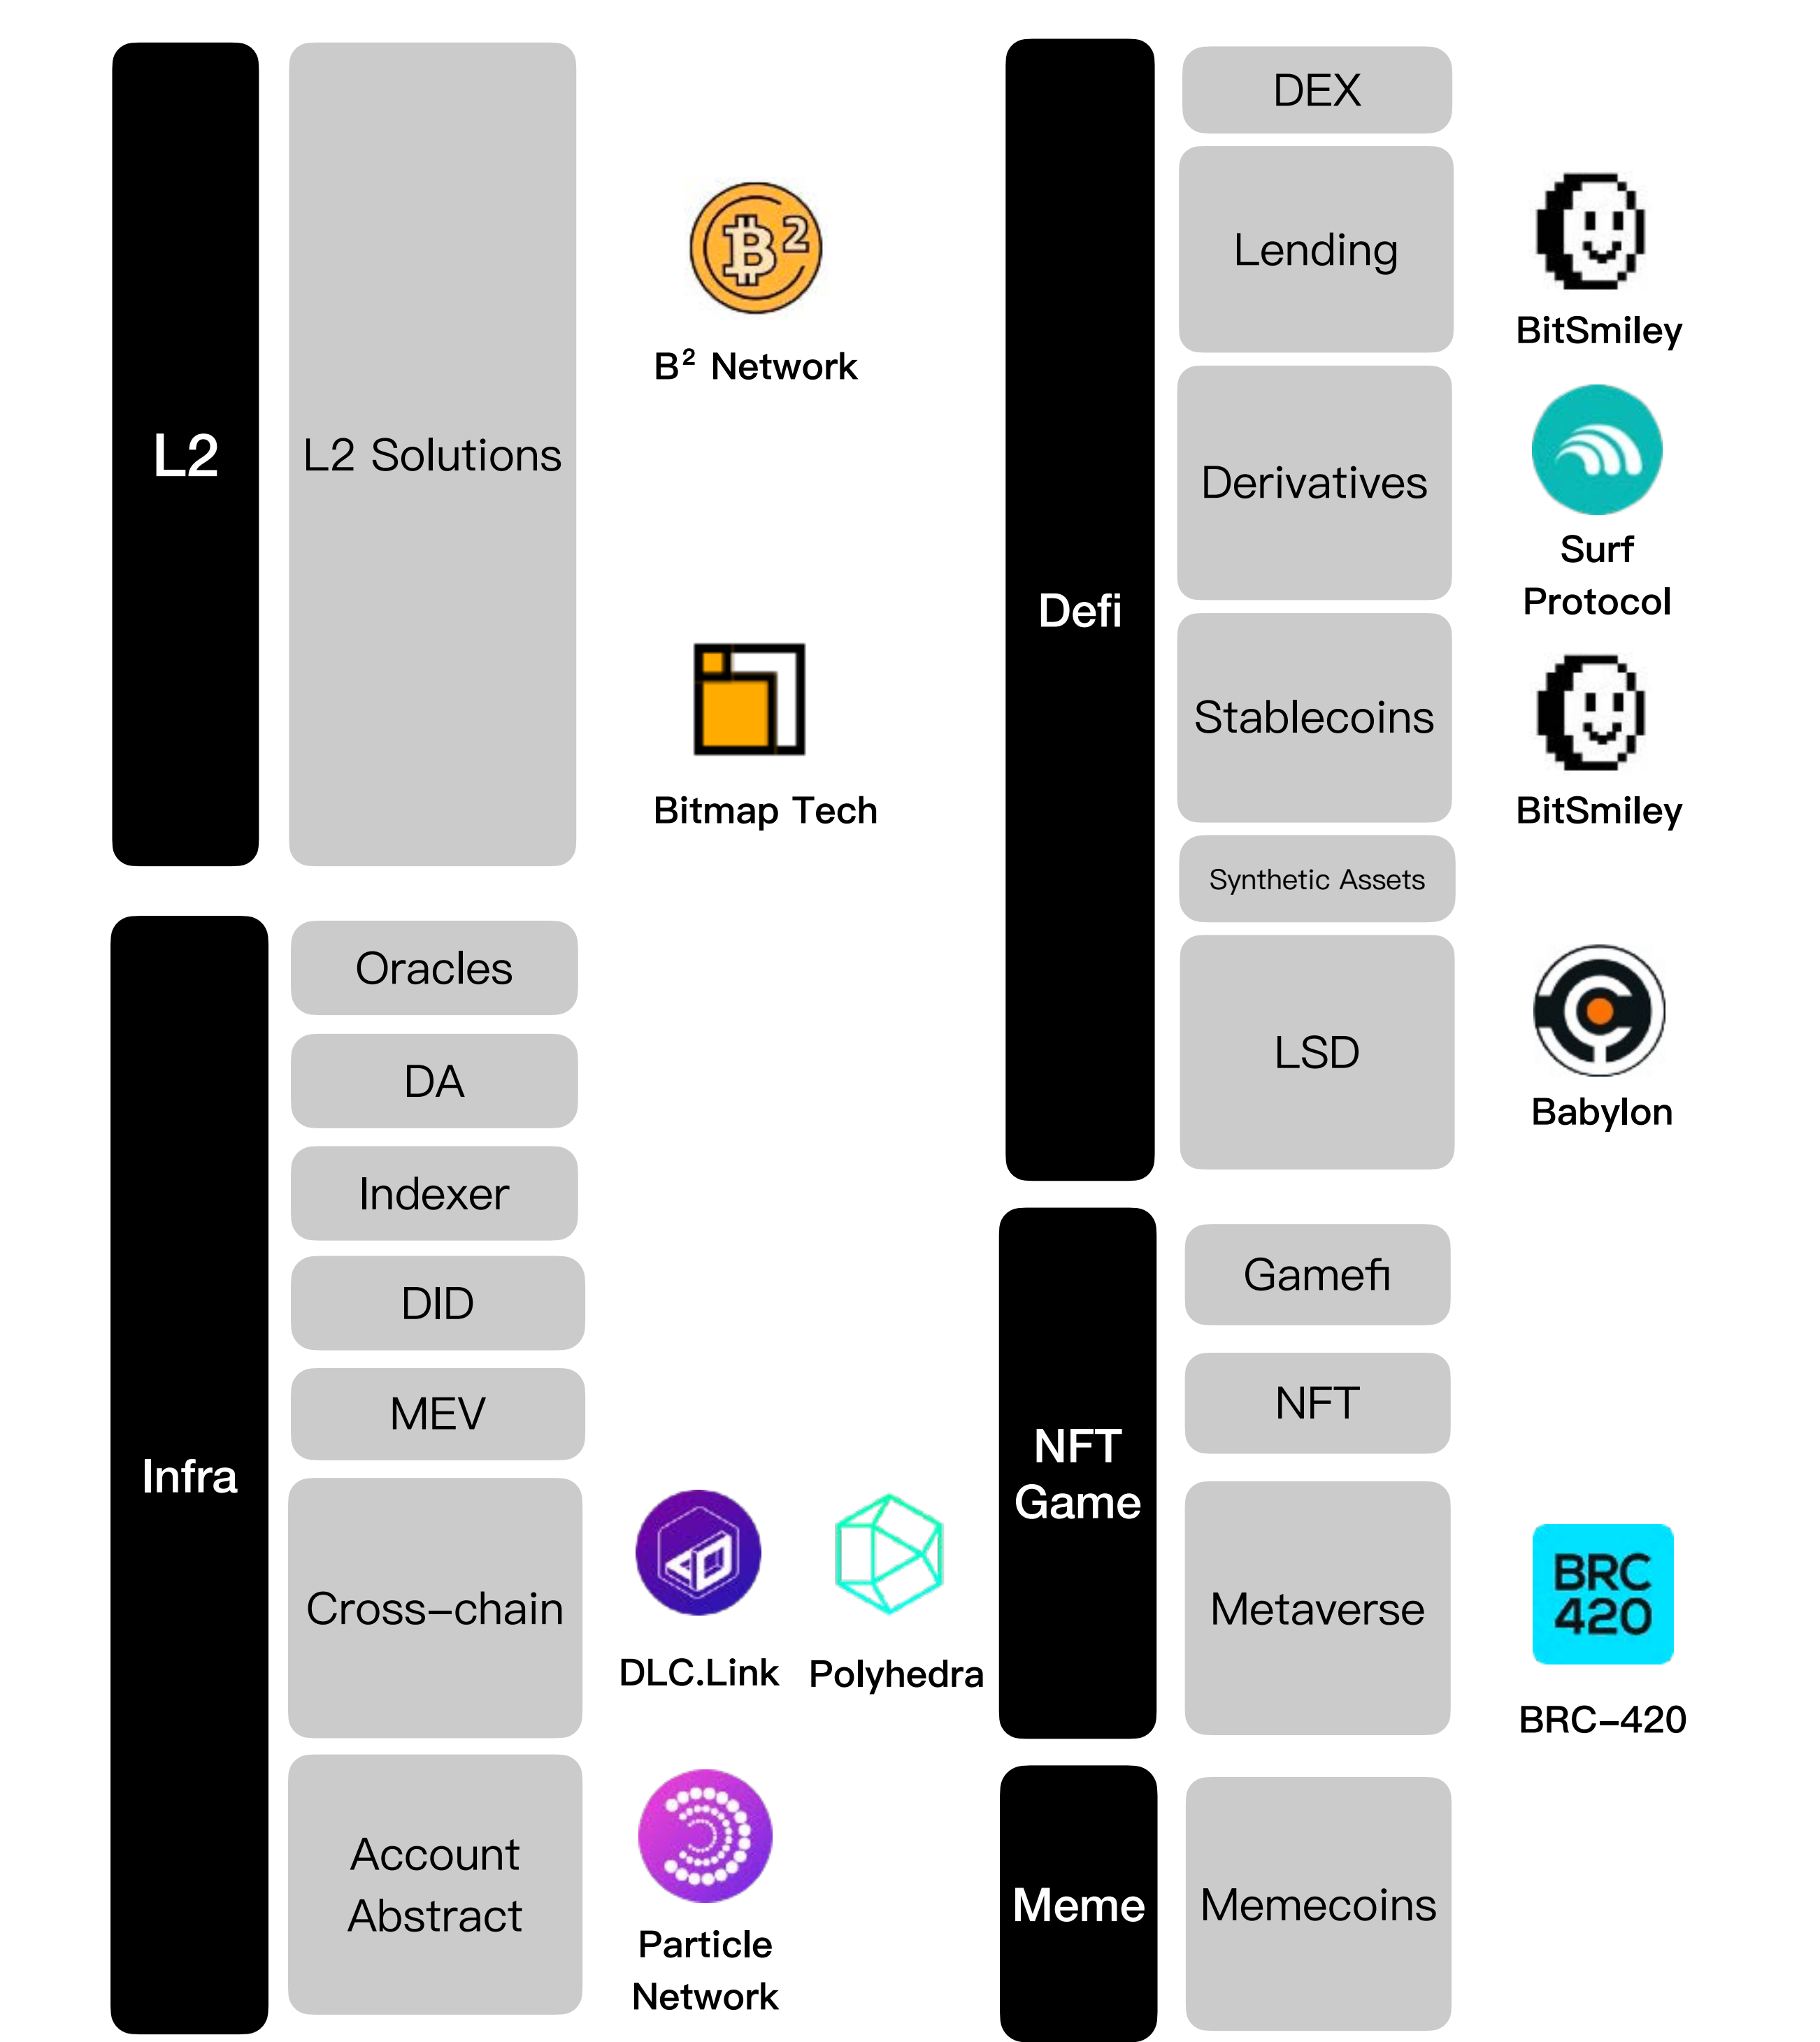 L2
L2 Solutions
B²
B² Network
Bitmap Tech
Infra
Oracles
DA
Indexer
DID
MEV
Cross–chain
DLC.Link
Polyhedra
Account
Abstract
Particle
Network
Defi
DEX
Lending
BitSmiley
Derivatives
Surf
Protocol
Stablecoins
BitSmiley
Synthetic Assets
LSD
Babylon
NFT
Game
Gamefi
NFT
Metaverse
BRC
420
BRC–420
Meme
Memecoins